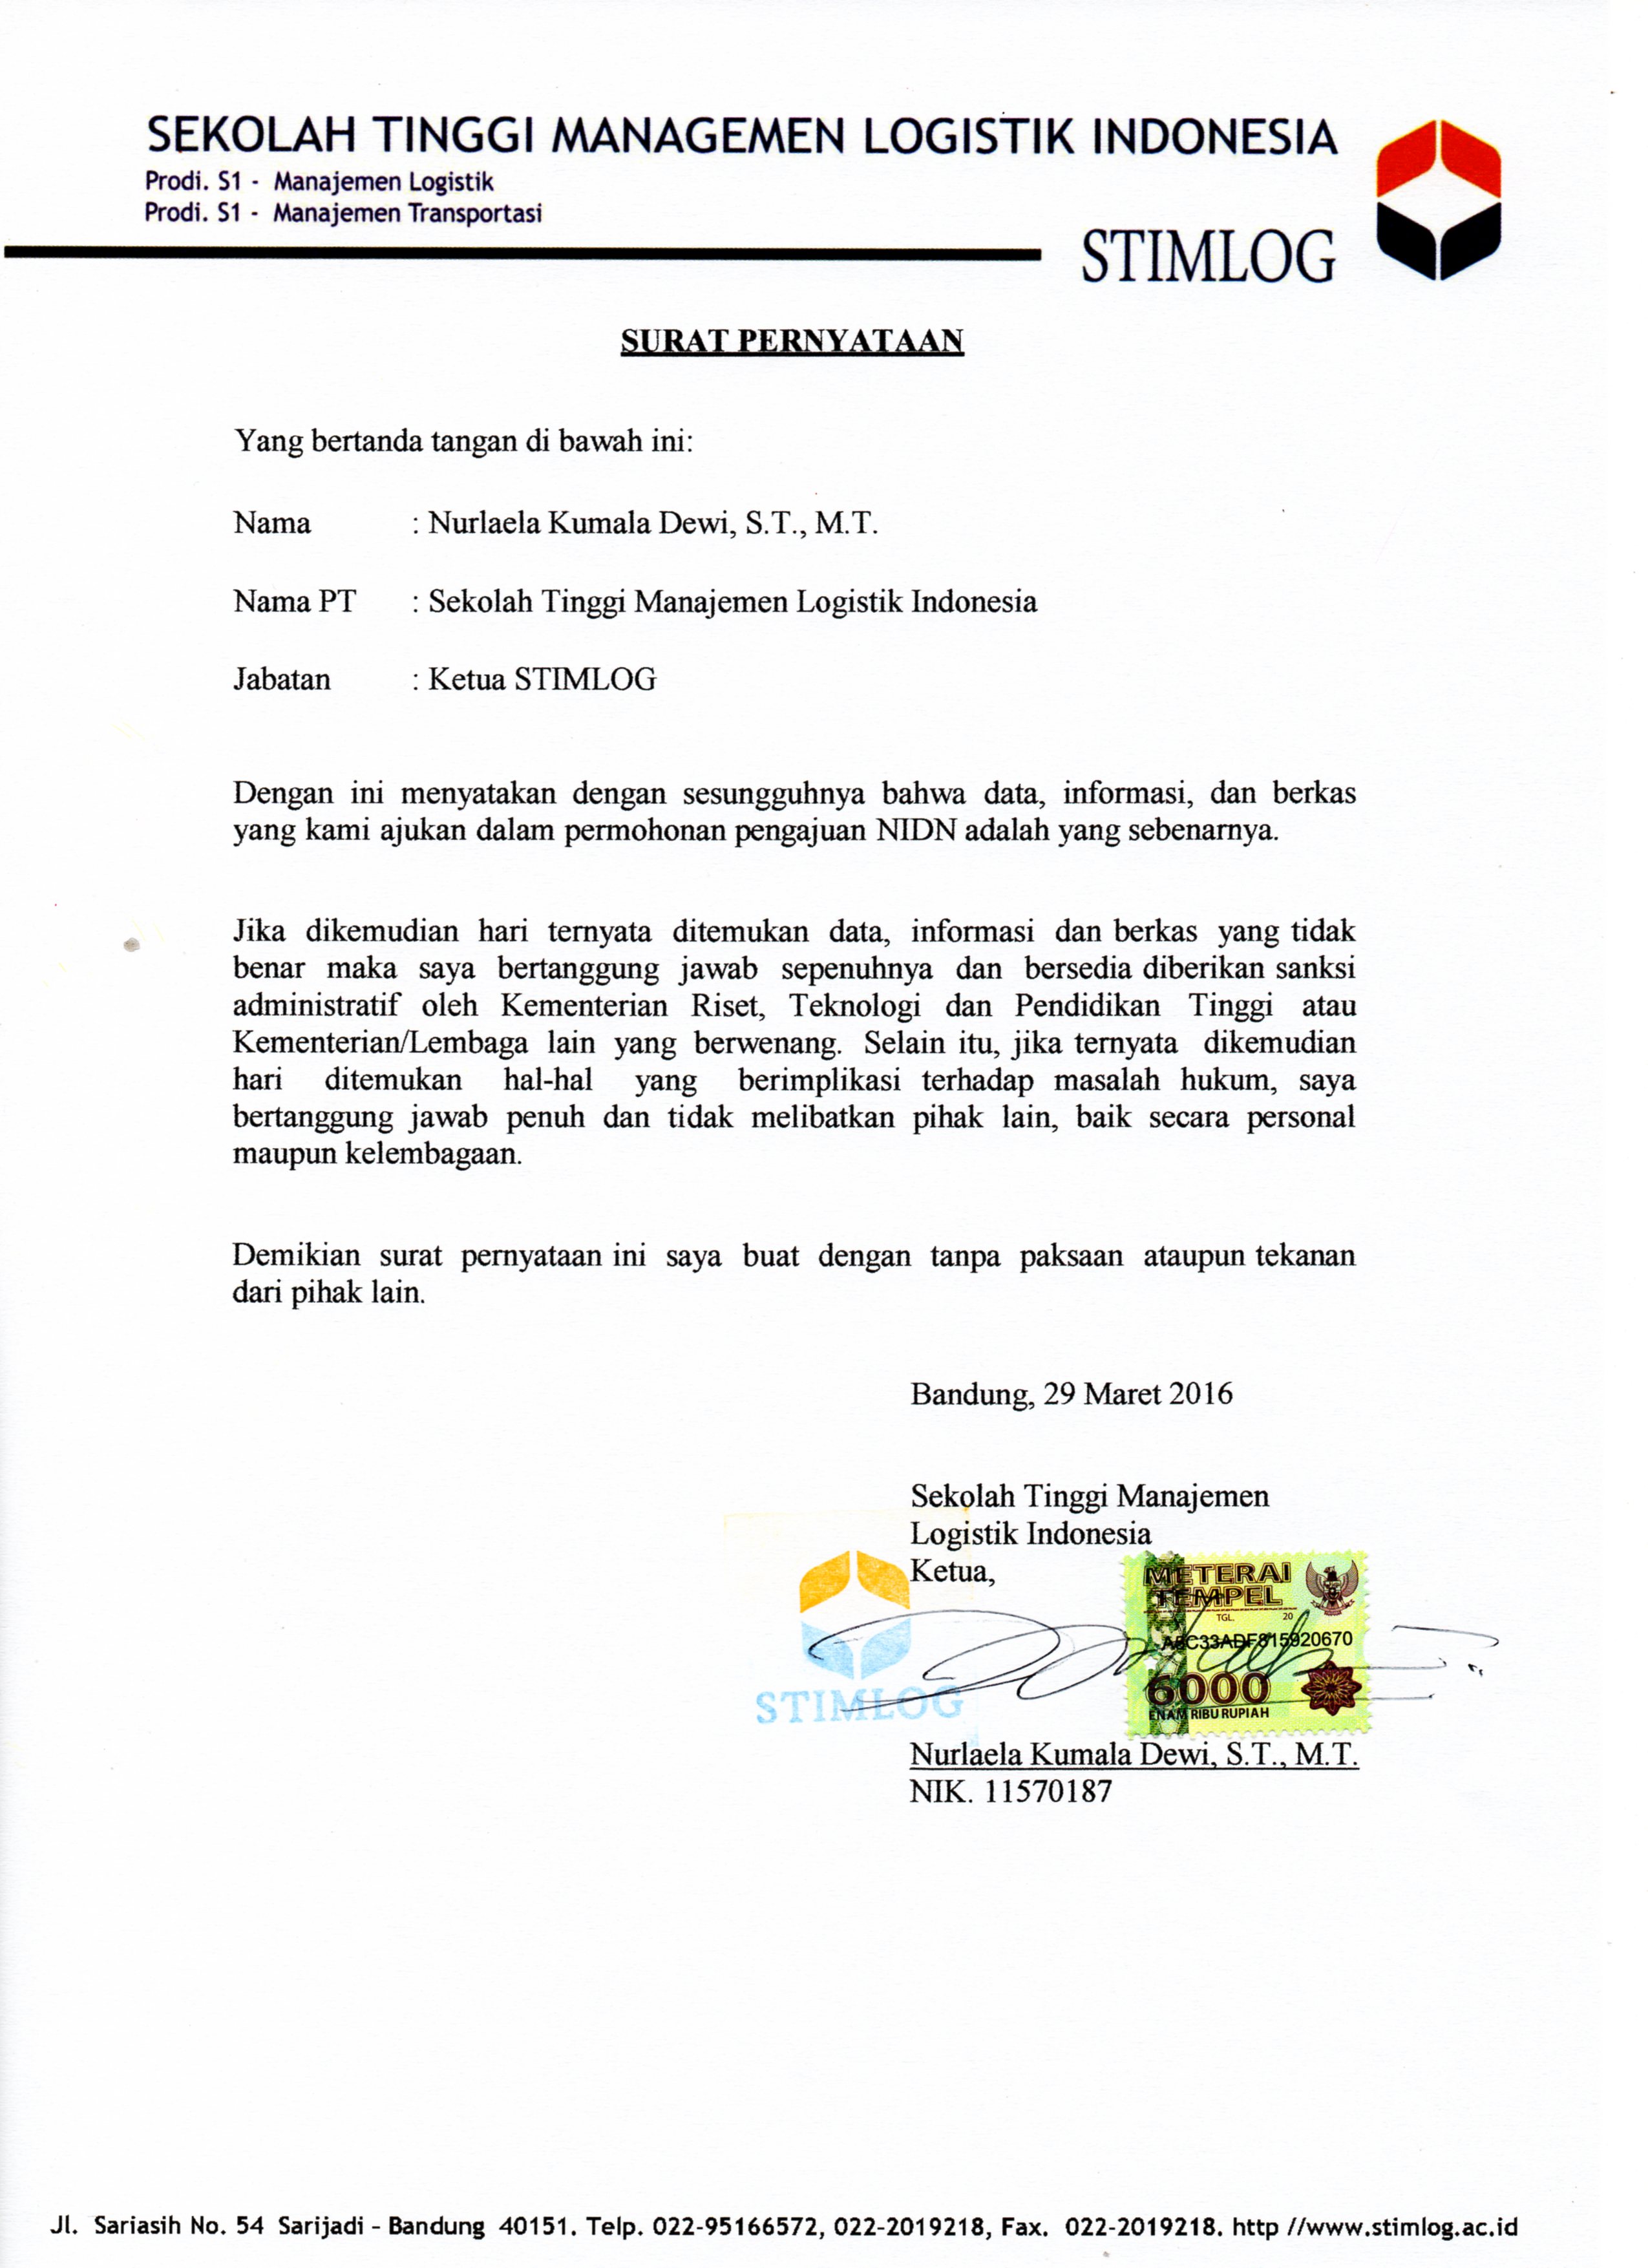 SEKOLAH TINGGI MANAGEMEN LOGISTIK INDONESIA
Prodi. S1 - Manajemen Logistik
Prodi. S1 - Manajemen Transportasi
STIMLOG
SURAT PERNYATAAN
Yang bertanda tangan di bawah ini:
Nama : Nurlaela Kumala Dewi, S.T., M.T.
Nama PT : Sekolah Tinggi Manajemen Logistik Indonesia
Jabatan : Ketua STIMLOG
Dengan ini menyatakan dengan sesungguhnya bahwa data, informasi, dan berkas
yang kami ajukan dalam permohonan pengajuan NIDN adalah yang sebenarnya.
Jika dikemudian hari ternyata ditemukan data, informasi dan berkas yang tidak
benar maka saya bertanggung jawab sepenuhnya dan bersedia diberikan sanksi
administratif oleh Kementerian Riset, Teknologi dan Pendidikan Tinggi atau
Kementerian/Lembaga lain yang berwenang. Selain itu, jika ternyata dikemudian
hari ditemukan hal-hal yang berimplikasi terhadap masalah hukum, saya
bertanggung jawab penuh dan tidak melibatkan pihak lain, baik secara personal
maupun kelembagaan.
Demikian surat pernyataan ini saya buat dengan tanpa paksaan ataupun tekanan
dari pihak lain.
Bandung, 29 Maret 2016
Sekolah Tinggi Manajemen
Logistik Indonesia
Ketua,
METERAI
TEMPEL
TGL. 20
6000
ENAM RIBU RUPIAH
STIMLOG
Nurlaela Kumala Dewi, S.T., M.T.
NIK. 11570187
Jl. Sariasih No. 54 Sarijadi - Bandung 40151. Telp. 022-95166572, 022-2019218, Fax. 022-2019218. http //www.stimlog.ac.id